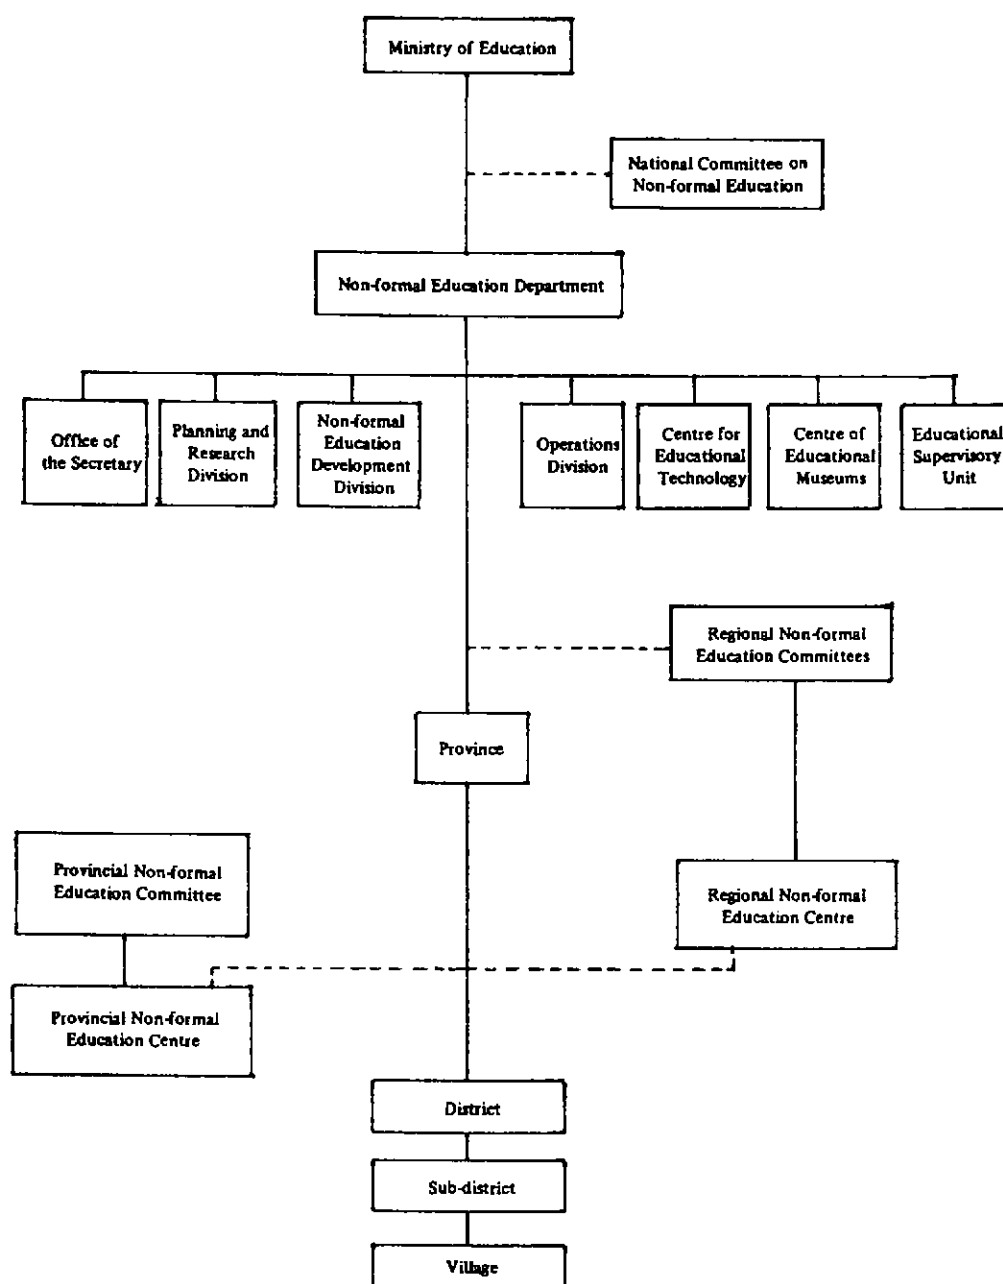 Ministry of Education
National Committee on
Non-formal Education
Non-formal Education Department
Office of
the Secretary
Planning and
Research
Division
Non-formal
Education
Development
Division
Operations
Division
Centre for
Educational
Technology
Centre of
Educational
Museums
Educational
Supervisory
Unit
Regional Non-formal
Education Committees
Province
Provincial Non-formal
Education Committee
Regional Non-formal
Education Centre
Provincial Non-formal
Education Centre
District
Sub-district
Village